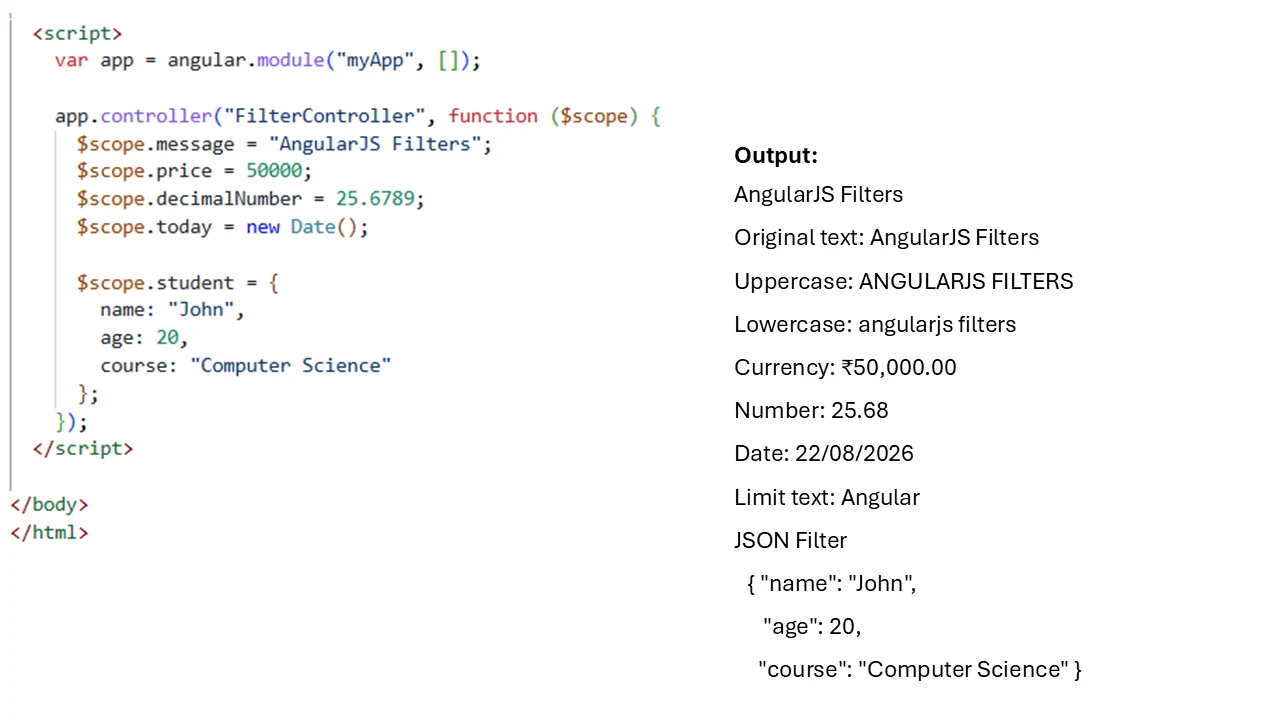 <script>
var app = angular.module("myApp", []);
app.controller("FilterController", function ($scope) {
$scope.message = "AngularJS Filters";
$scope.price = 50000;
$scope.decimalNumber = 25.6789;
$scope.today = new Date();
$scope.student = {
name: "John",
age: 20,
course: "Computer Science"
};
});
</script>
</body>
</html>
Output:
AngularJS Filters
Original text: AngularJS Filters
Uppercase: ANGULARJS FILTERS
Lowercase: angularjs filters
Currency: ₹50,000.00
Number: 25.68
Date: 22/08/2026
Limit text: Angular
JSON Filter
{ "name": "John",
"age": 20,
"course": "Computer Science" }